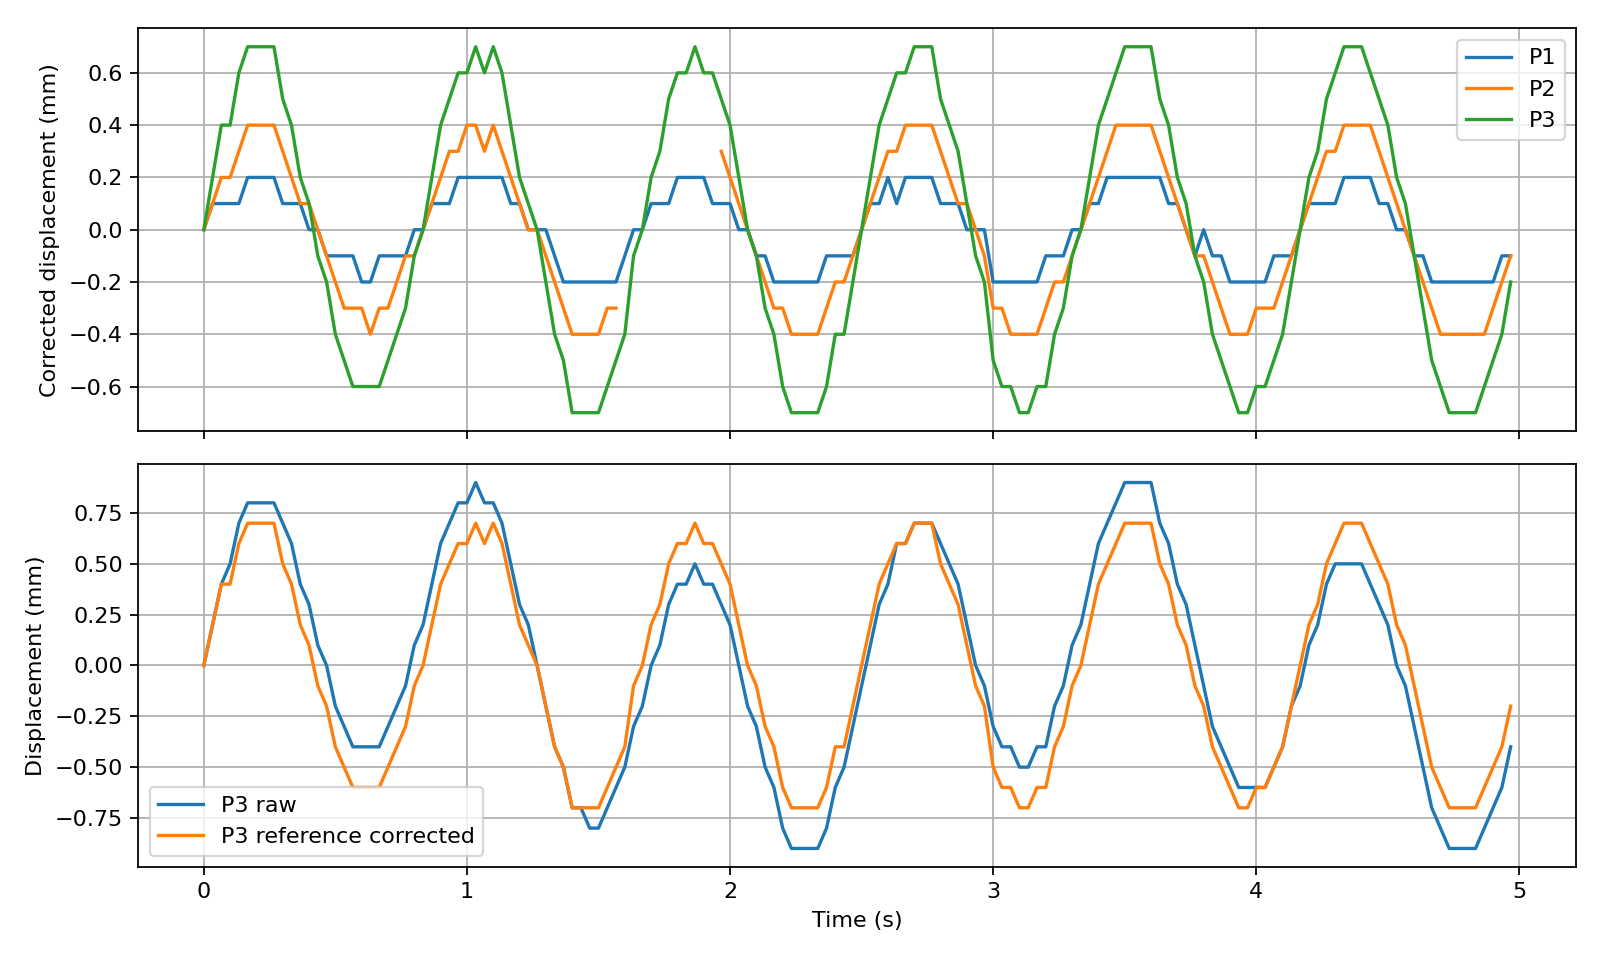 Corrected displacement (mm)
0.6
0.4
0.2
0.0
−0.2
−0.4
−0.6
P1
P2
P3
Displacement (mm)
0.75
0.50
0.25
0.00
−0.25
−0.50
−0.75
P3 raw
P3 reference corrected
0 1 2 3 4 5
Time (s)